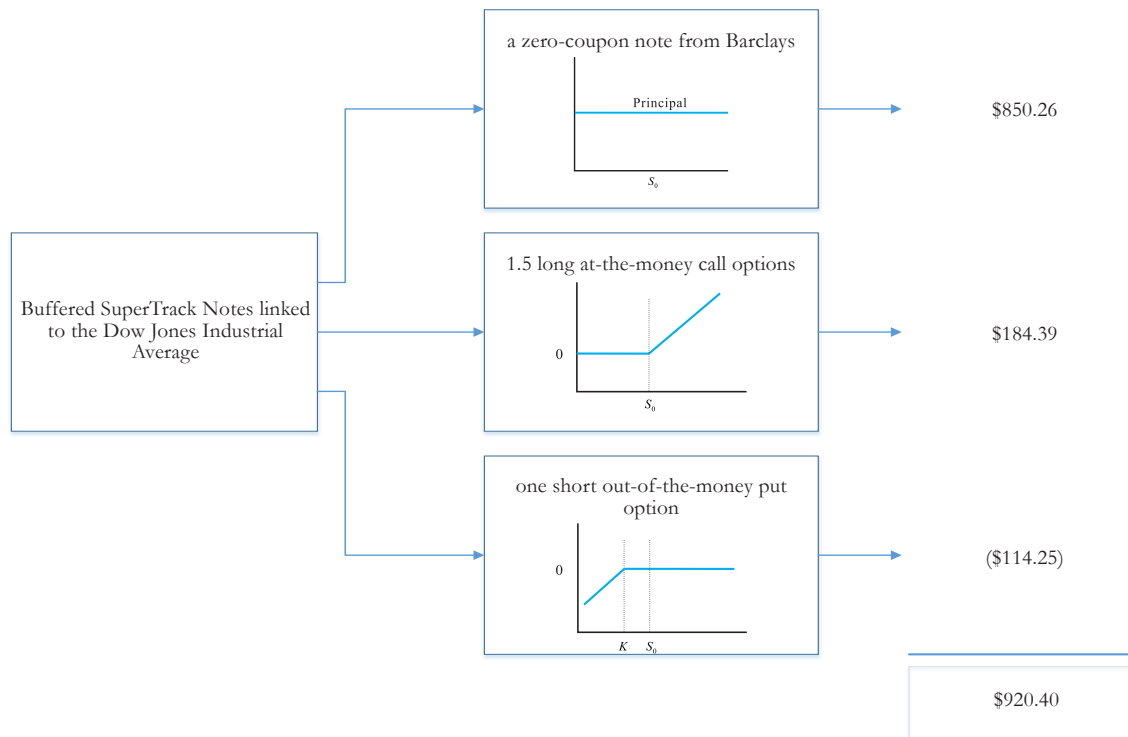 a zero-coupon note from Barclays
Principal
S0
$850.26
Buffered SuperTrack Notes linked
to the Dow Jones Industrial
Average
1.5 long at-the-money call options
0
S0
$184.39
one short out-of-the-money put
option
0
K S0
($114.25)
$920.40